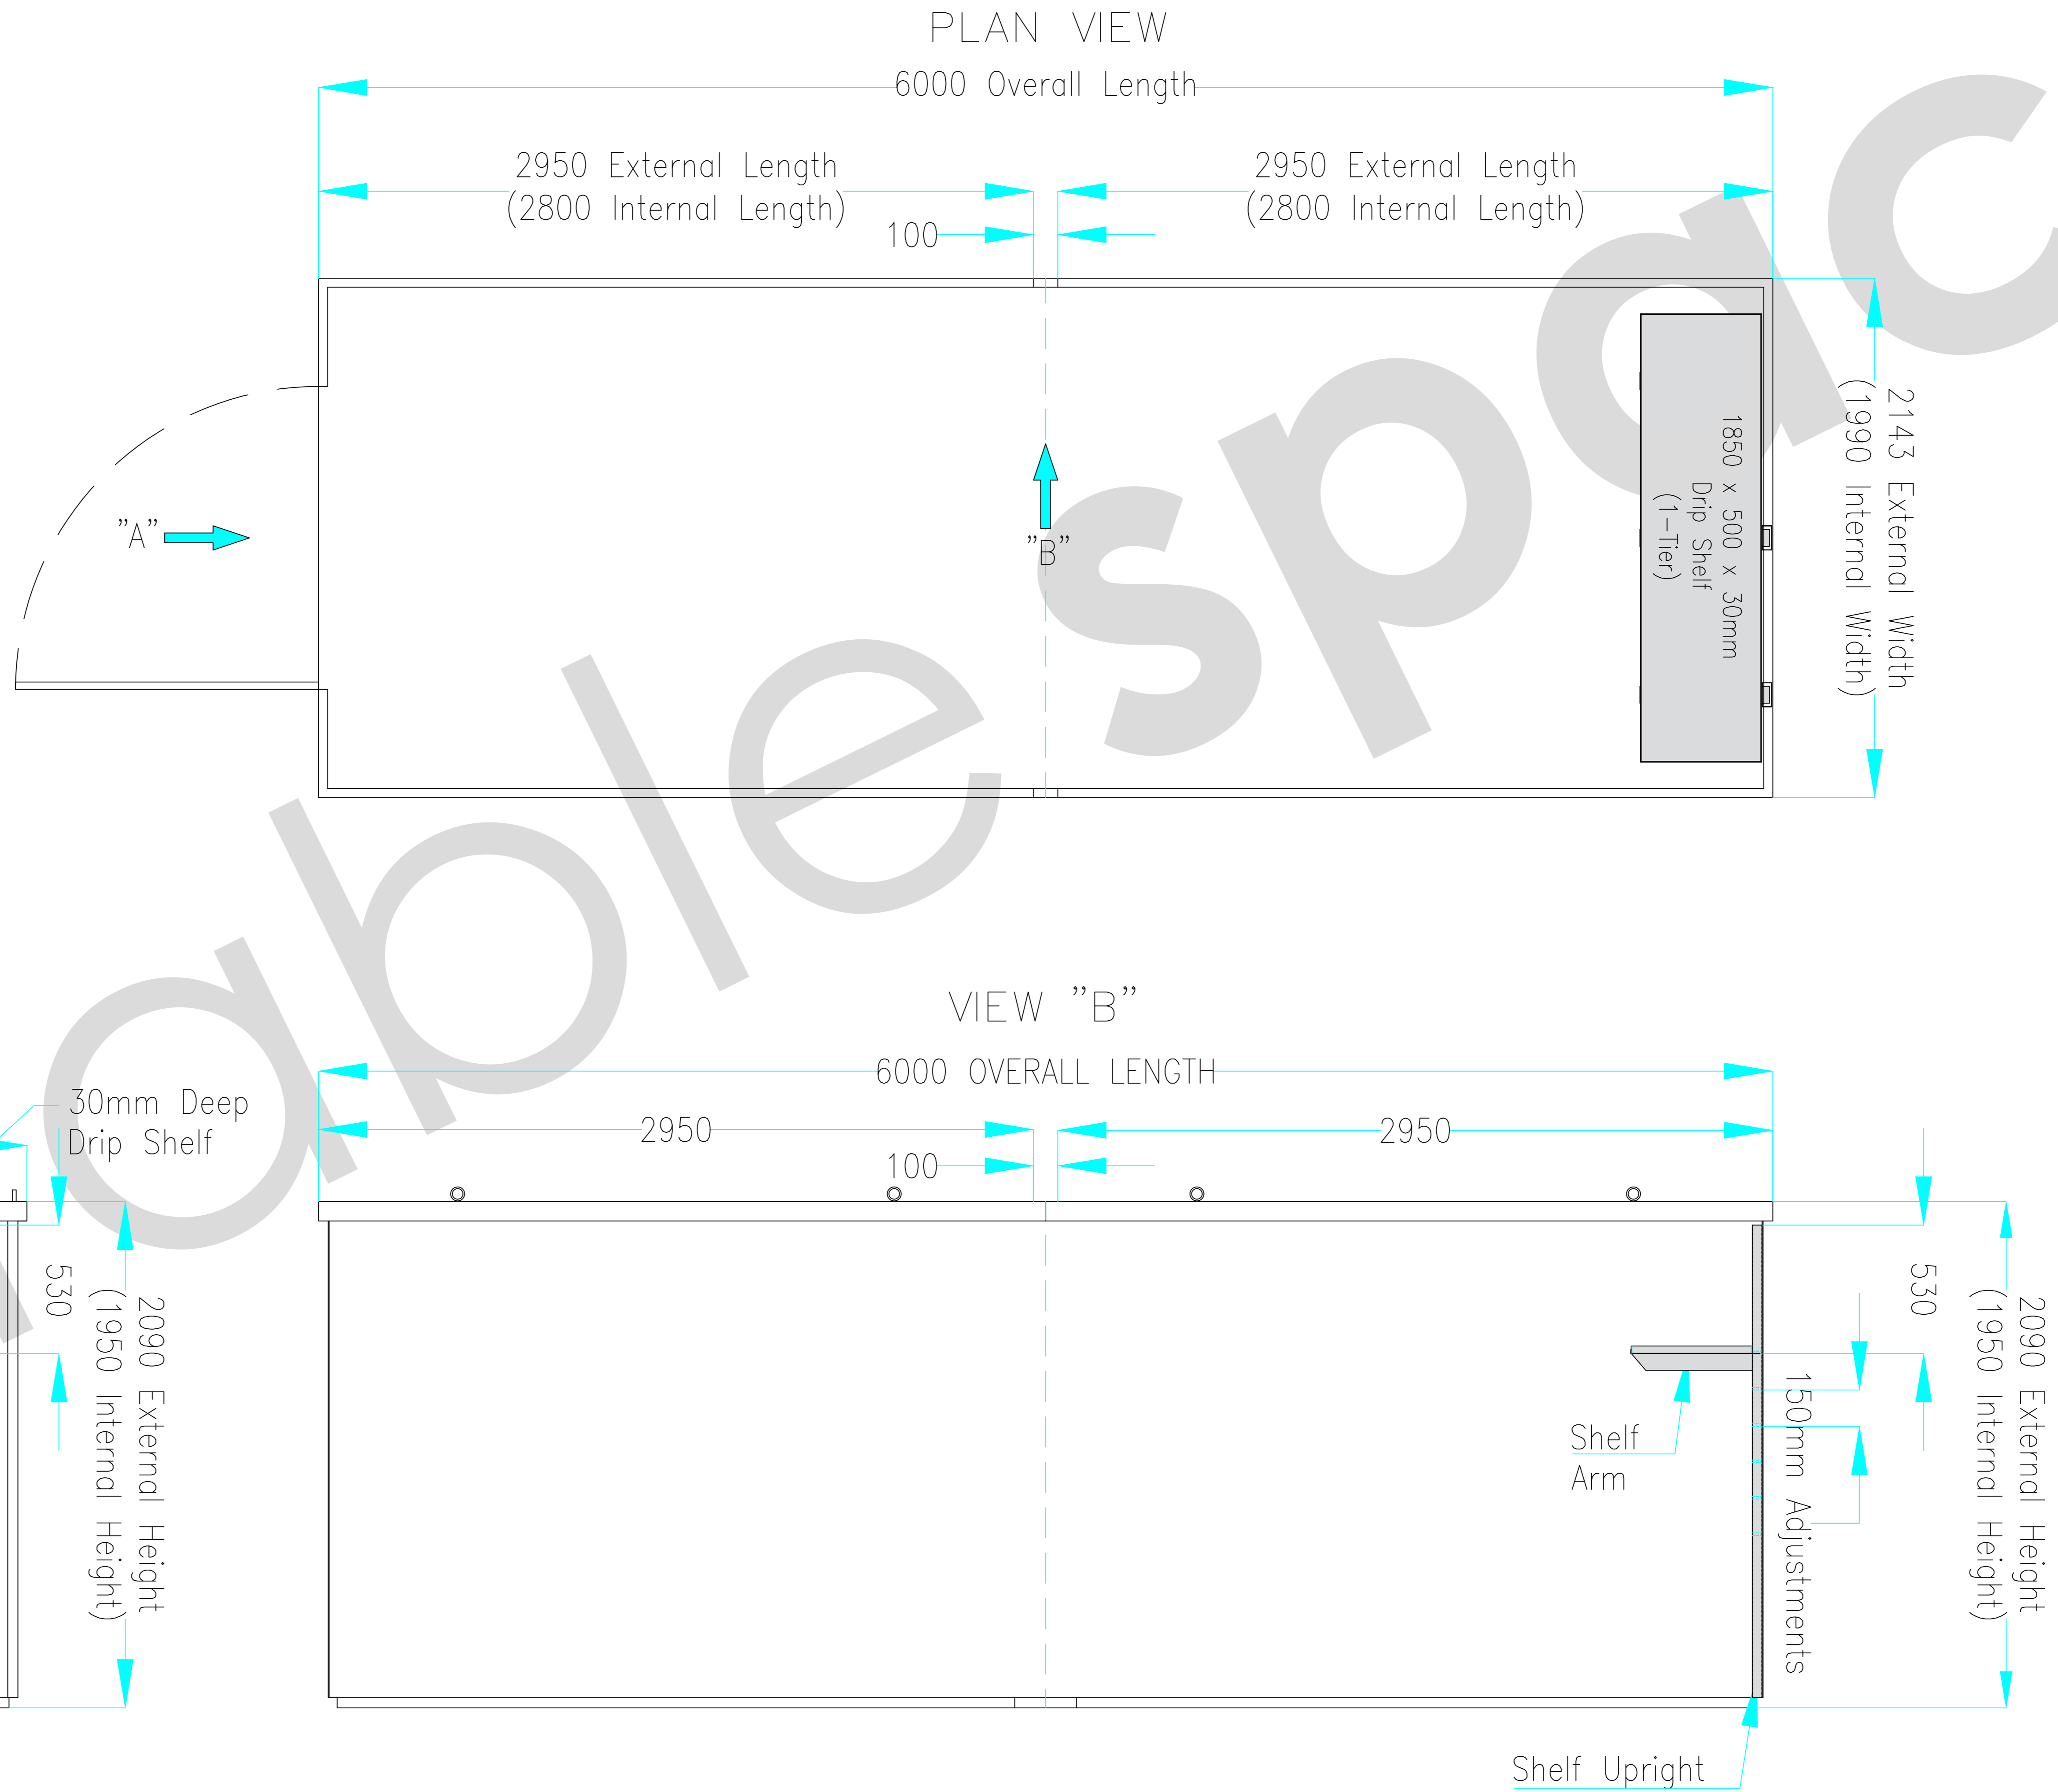 PLAN VIEW
6000 Overall Length
2950 External Length
(2800 Internal Length)
2950 External Length
(2800 Internal Length)
100
2143 External Width
(1990 Internal Width)
1850 x 500 x 30mm
Drip Shelf
(1-Tier)
"A"
"B"
able space
VIEW "B"
6000 OVERALL LENGTH
30mm Deep
Drip Shelf
2950
2950
100
530
2090 External Height
(1950 Internal Height)
530
2090 External Height
(1950 Internal Height)
150mm Adjustments
Shelf
Arm
Shelf Upright